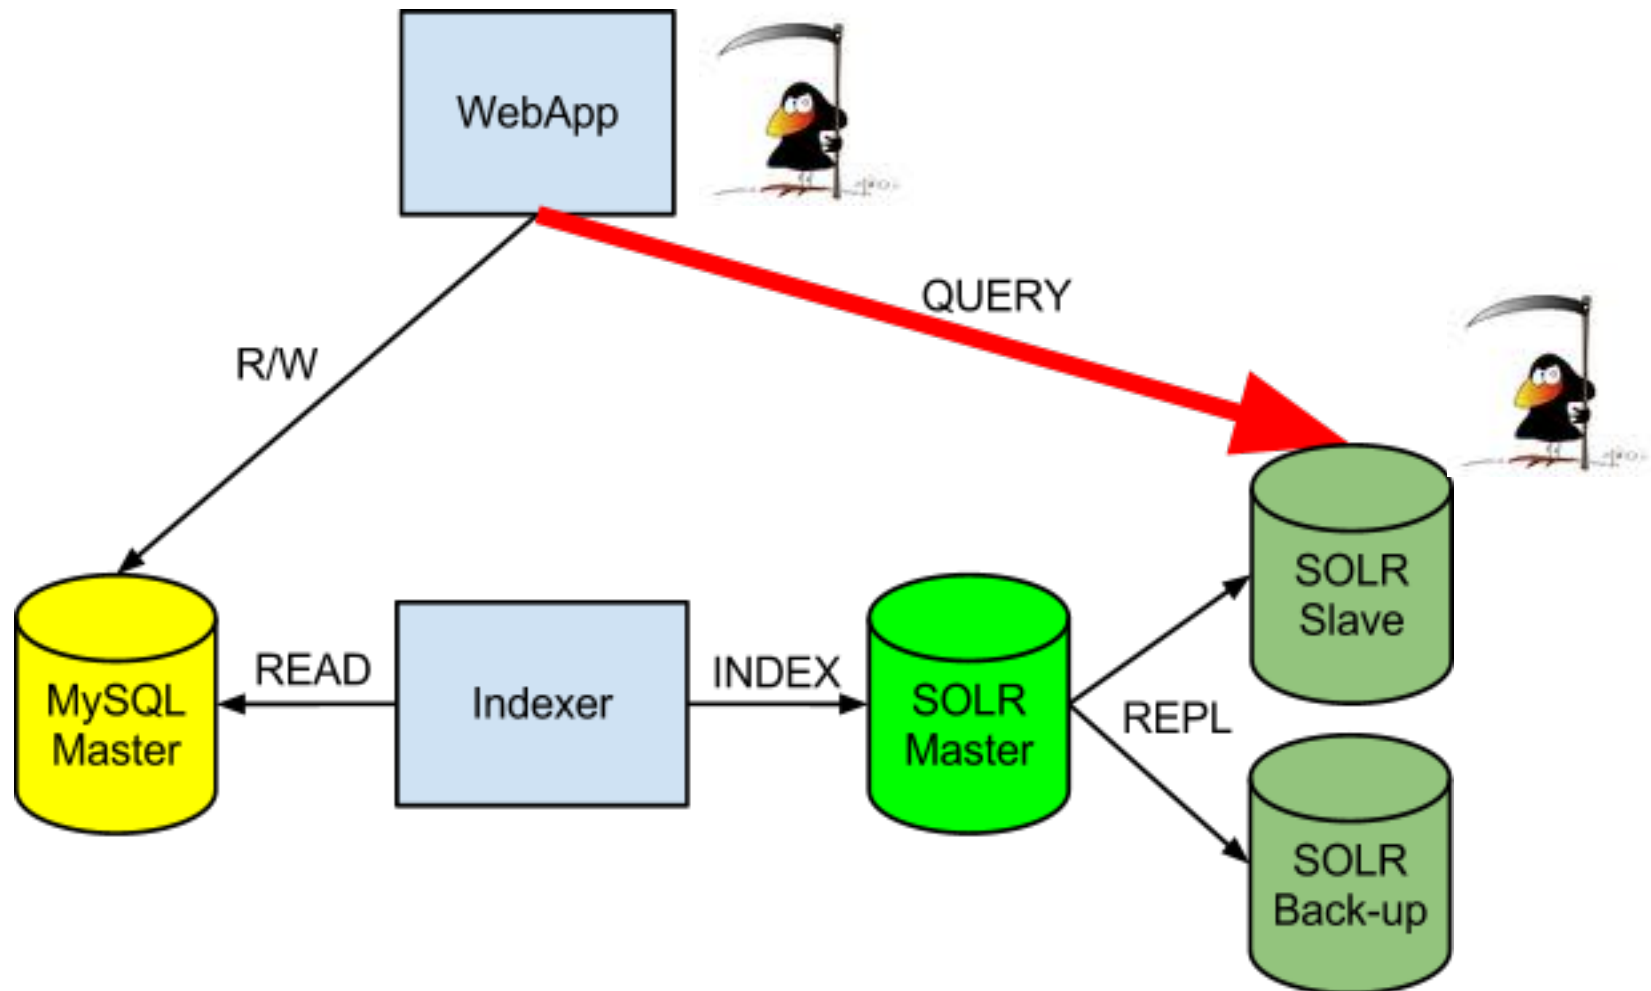 WebApp
QUERY
R/W
SOLR
Slave
READ
INDEX
MySQL
Master
Indexer
SOLR
Master
REPL
SOLR
Back-up